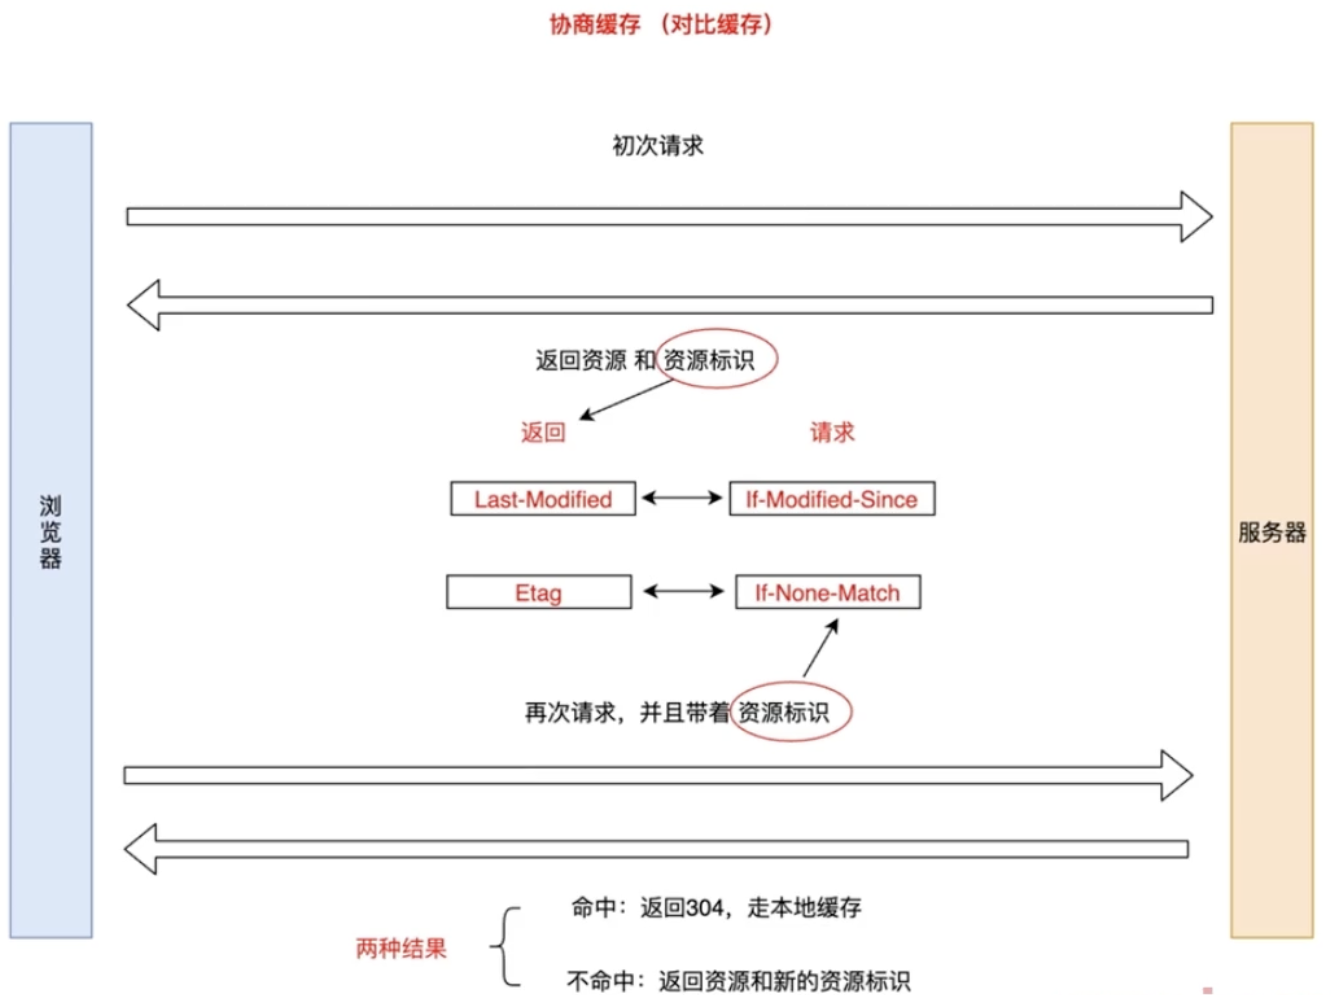 协商缓存 （对比缓存）
初次请求
返回资源 和 资源标识
返回 请求
Last-Modified If-Modified-Since
Etag If-None-Match
浏览器
服务器
再次请求，并且带着 资源标识
两种结果
命中：返回304，走本地缓存
不命中：返回资源和新的资源标识